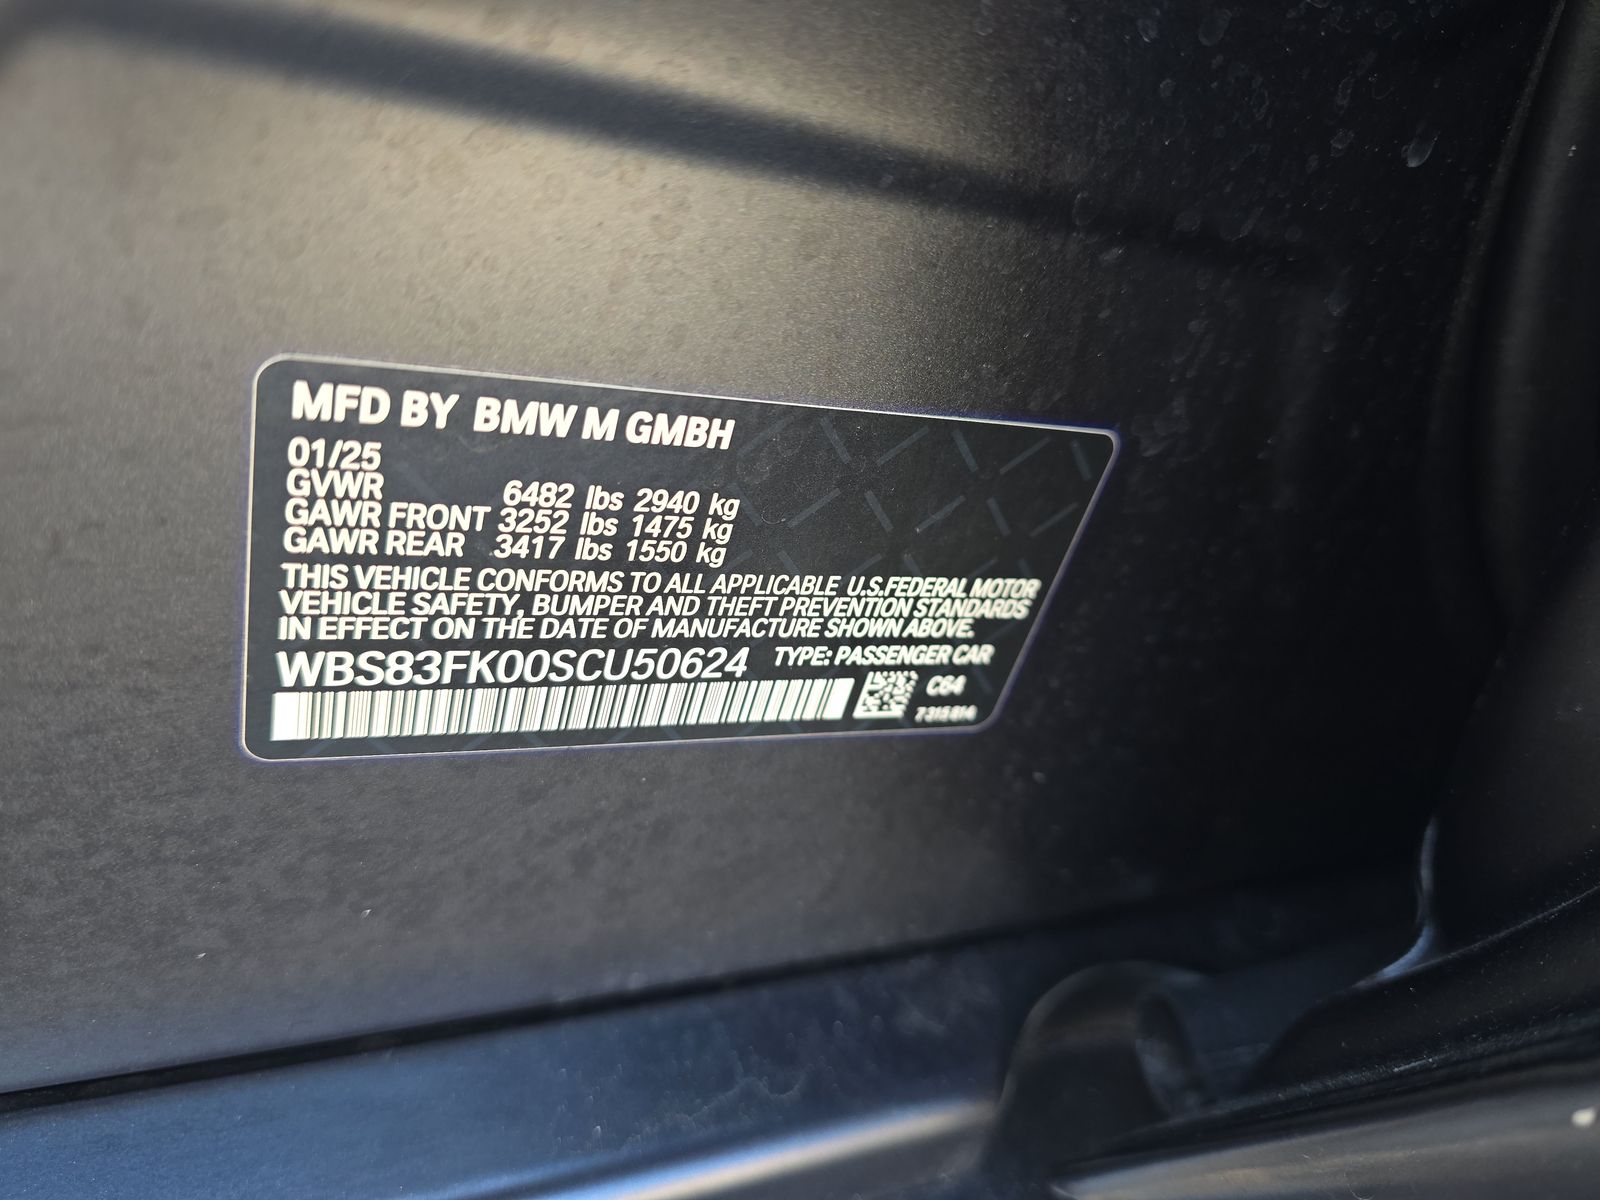 MFD BY BMW M GMBH
01/25
GVWR 6482 lbs 2940 kg
GAWR FRONT 3252 lbs 1475 kg
GAWR REAR 3417 lbs 1550 kg
THIS VEHICLE CONFORMS TO ALL APPLICABLE U.S.FEDERAL MOTOR
VEHICLE SAFETY, BUMPER AND THEFT PREVENTION STANDARDS
IN EFFECT ON THE DATE OF MANUFACTURE SHOWN ABOVE.
WBS83FK00SCU50624 TYPE: PASSENGER CAR
C84